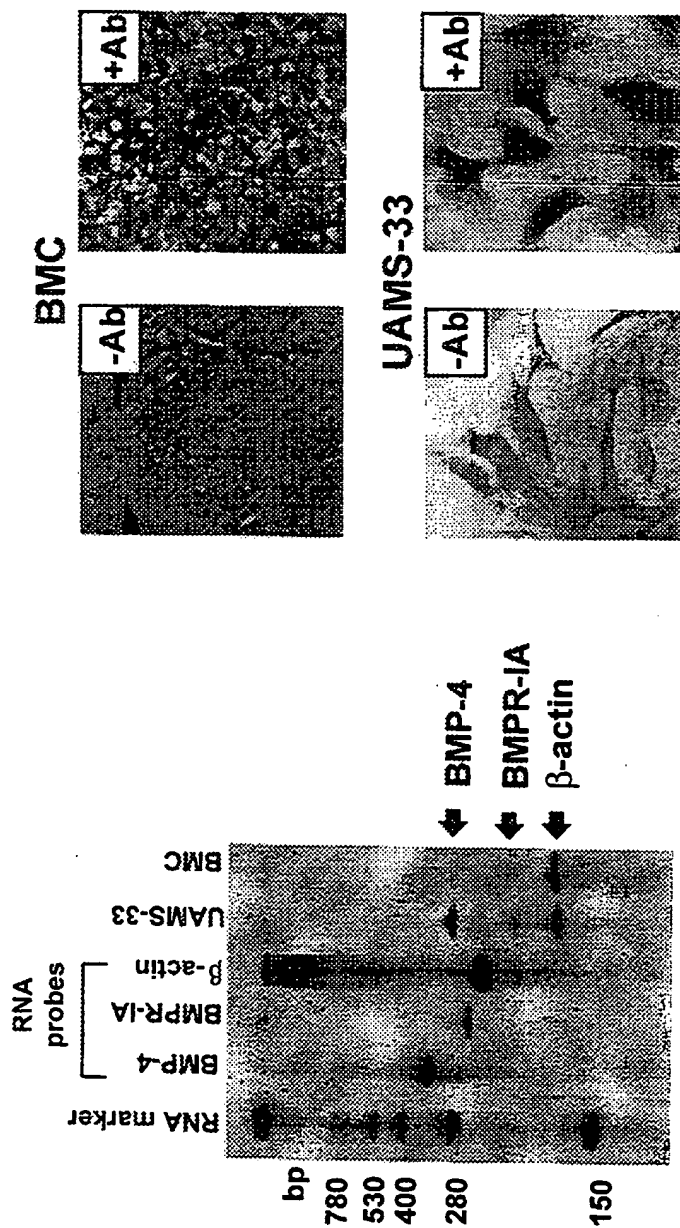 RNA
probes
RNA marker
BMP-4
BMPR-IA
β-actin
UAMS-33
BMC
bp
780
530
400
280
150
BMP-4
BMPR-IA
β-actin
BMC
-Ab
+Ab
UAMS-33
-Ab
+Ab